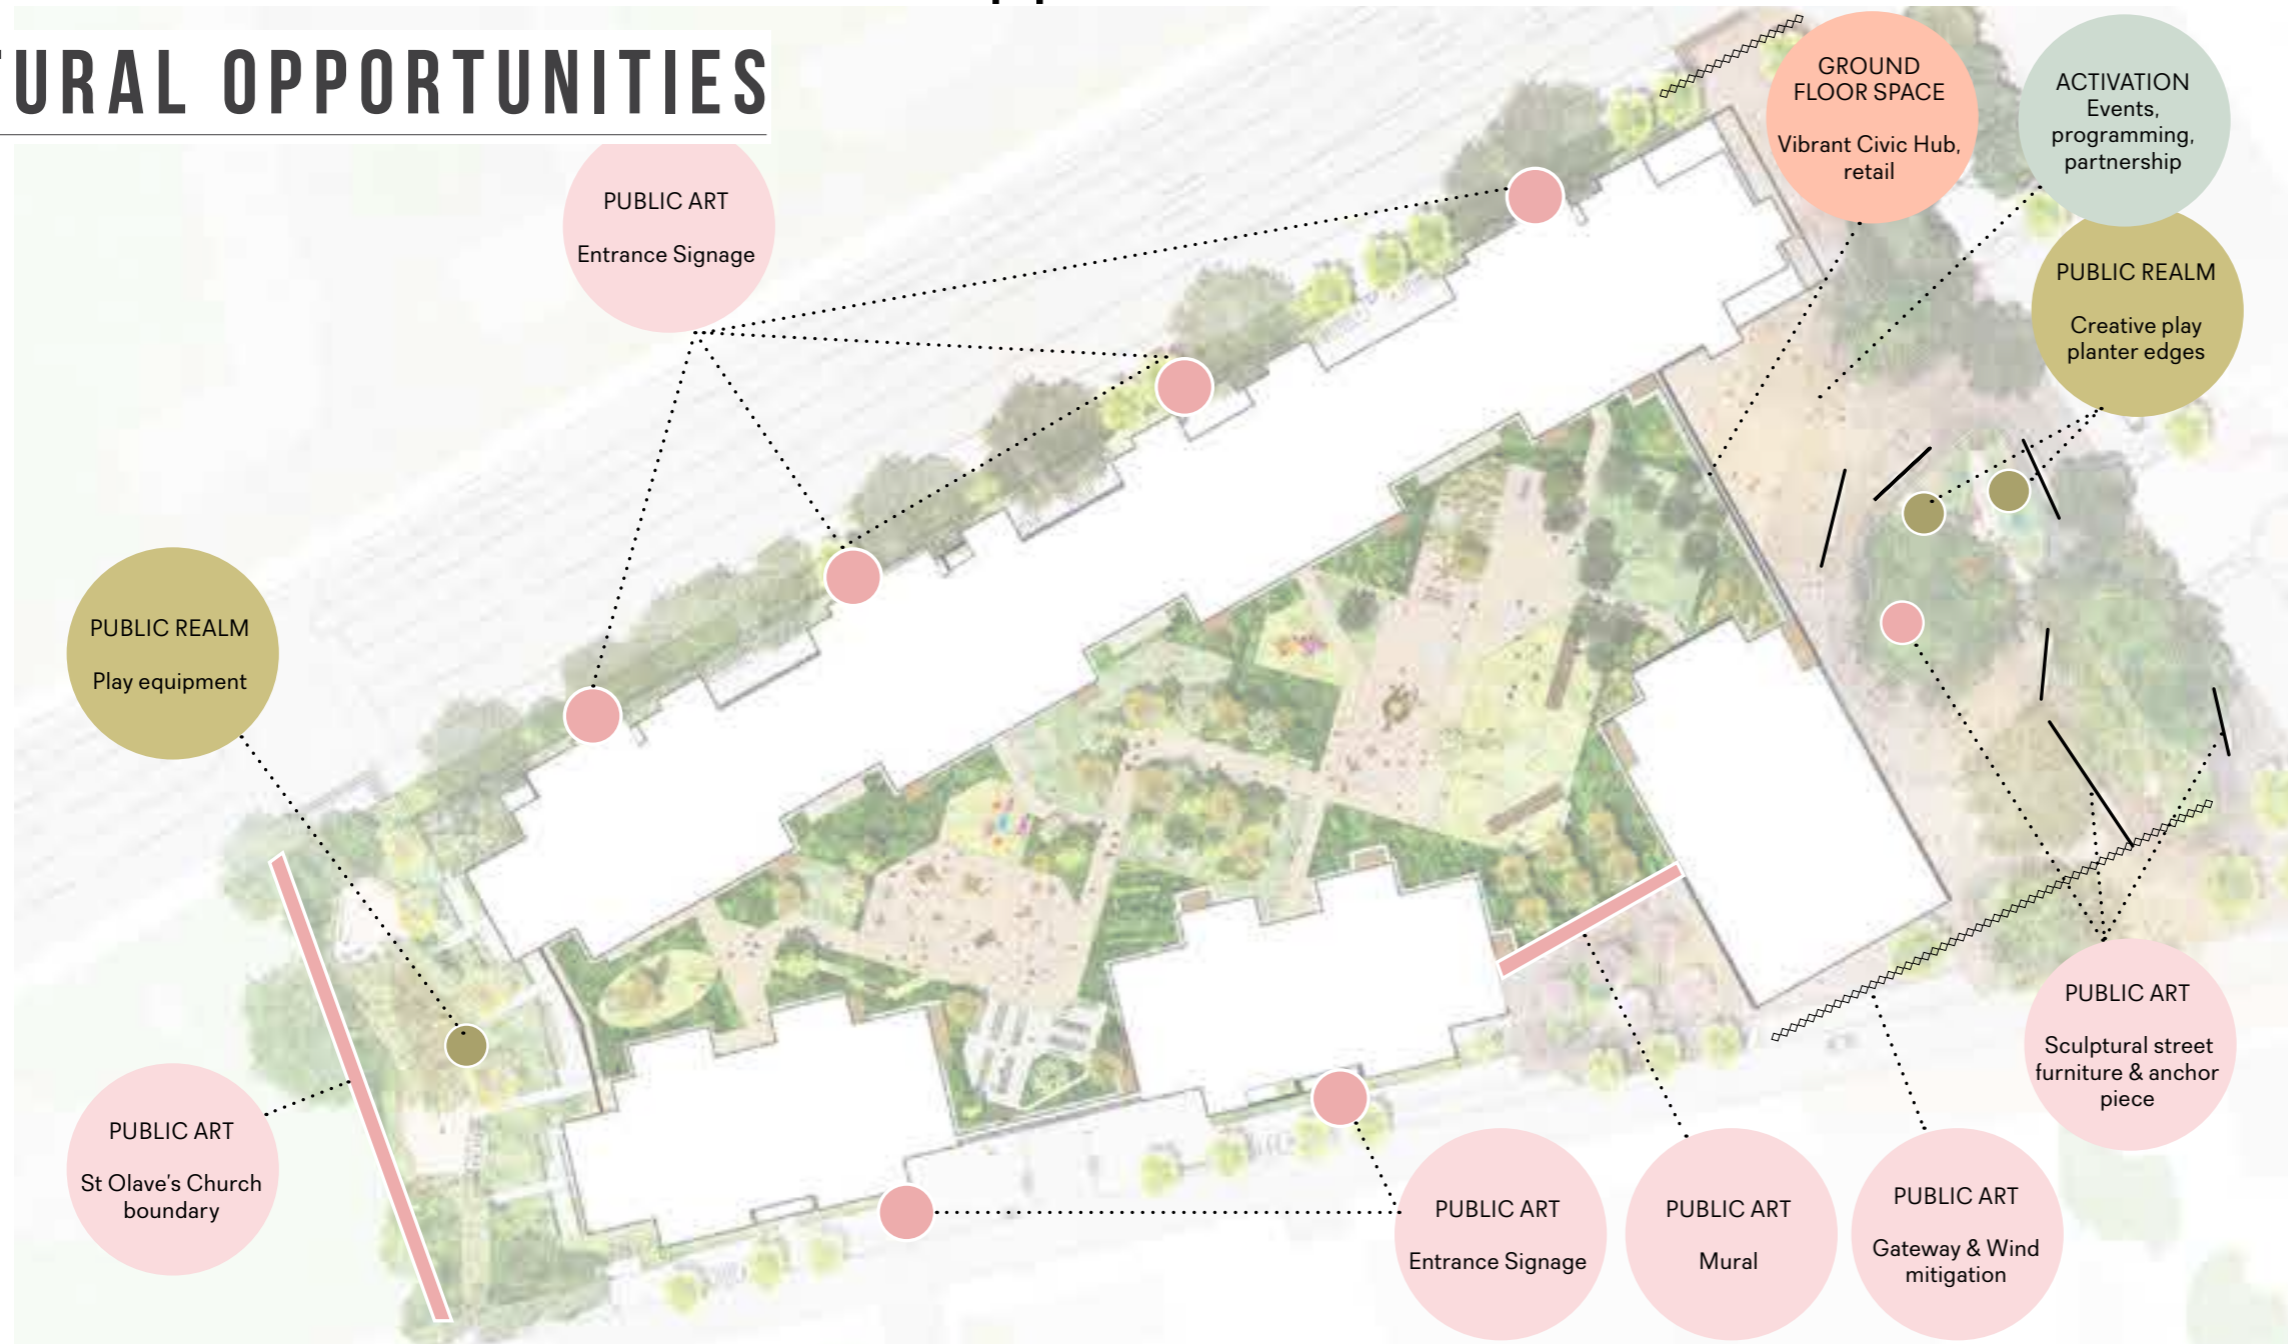 TURAL OPPORTUNITIES
PUBLIC ART
Entrance Signage
GROUND
FLOOR SPACE
Vibrant Civic Hub,
retail
ACTIVATION
Events,
programming,
partnership
PUBLIC REALM
Creative play
planter edges
PUBLIC REALM
Play equipment
PUBLIC ART
St Olave's Church
boundary
PUBLIC ART
Entrance Signage
PUBLIC ART
Mural
PUBLIC ART
Gateway & Wind
mitigation
PUBLIC ART
Sculptural street
furniture & anchor
piece